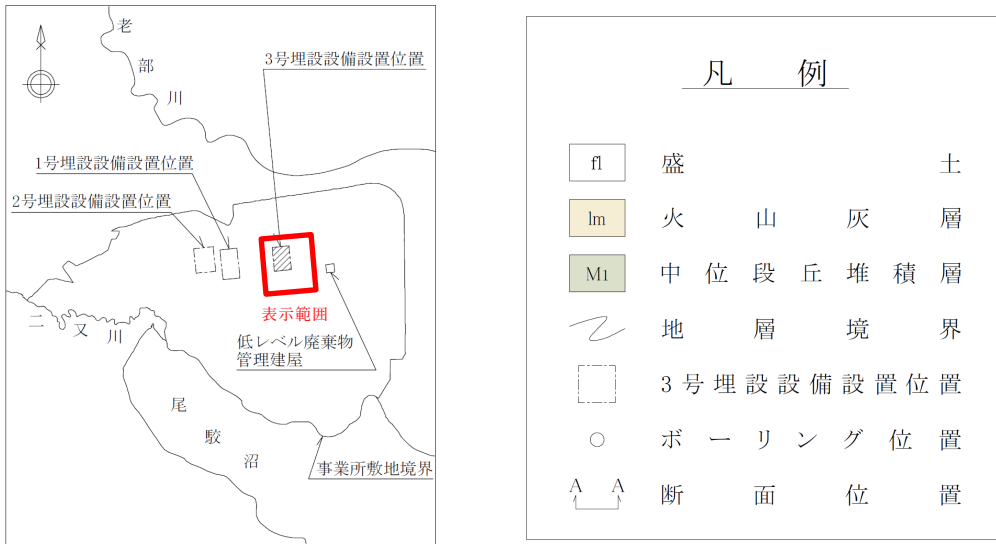 老部川
3号埋設設備設置位置
1号埋設設備設置位置
2号埋設設備設置位置
表示範囲
低レベル廃棄物
管理建屋
二又川
尾駮沼
事業所敷地境界
凡例
fl 盛土
lm 火山灰層
M1 中位段丘堆積層
地層境界
3号埋設設備設置位置
ボーリング位置
A A 断面位置